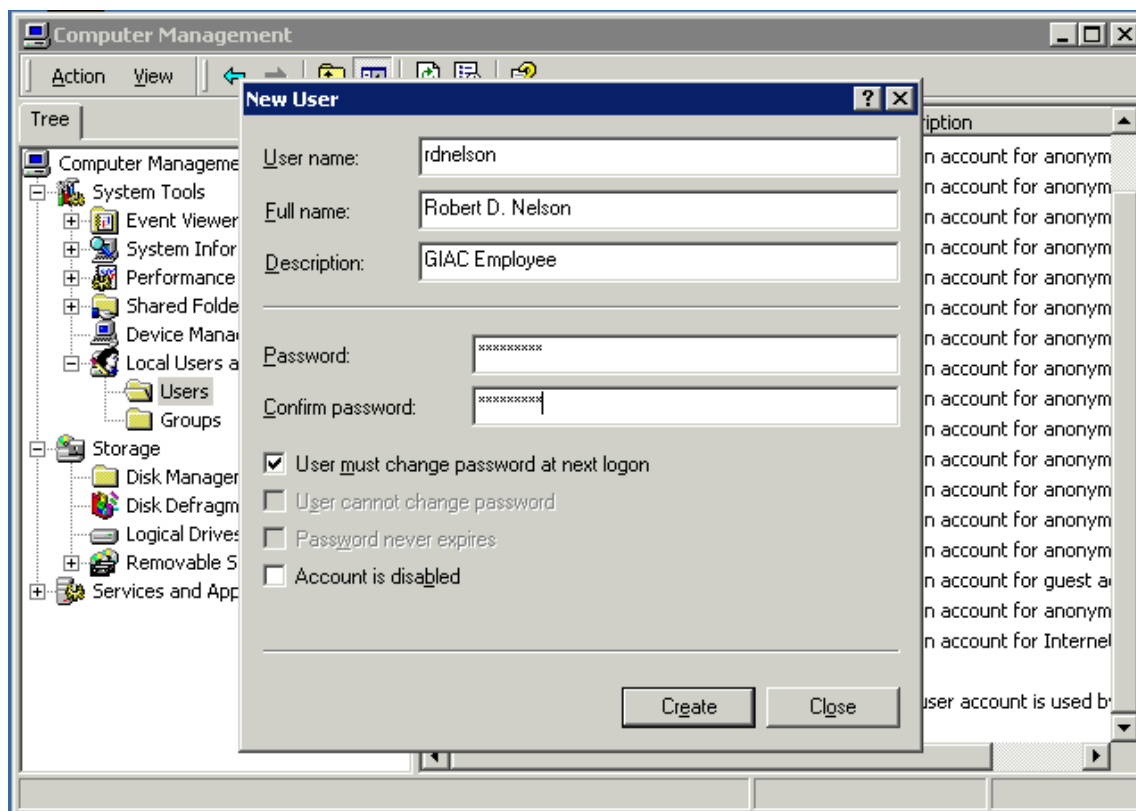 Computer Management
Action View
Tree
Computer Manageme
System Tools
Event Viewer
System Infor
Performance
Shared Folde
Device Mana
Local Users a
Users
Groups
Storage
Disk Manager
Disk Defragm
Logical Drives
Removable S
Services and App
New User
User name: rdnelson
Full name: Robert D. Nelson
Description: GIAC Employee
Password: *********
Confirm password: *********
User must change password at next logon
User cannot change password
Password never expires
Account is disabled
Create Close
ription
n account for anonym
n account for anonym
n account for anonym
n account for anonym
n account for anonym
n account for anonym
n account for anonym
n account for anonym
n account for anonym
n account for anonym
n account for anonym
n account for anonym
n account for anonym
n account for anonym
n account for guest a
n account for anonym
n account for Internet
user account is used b